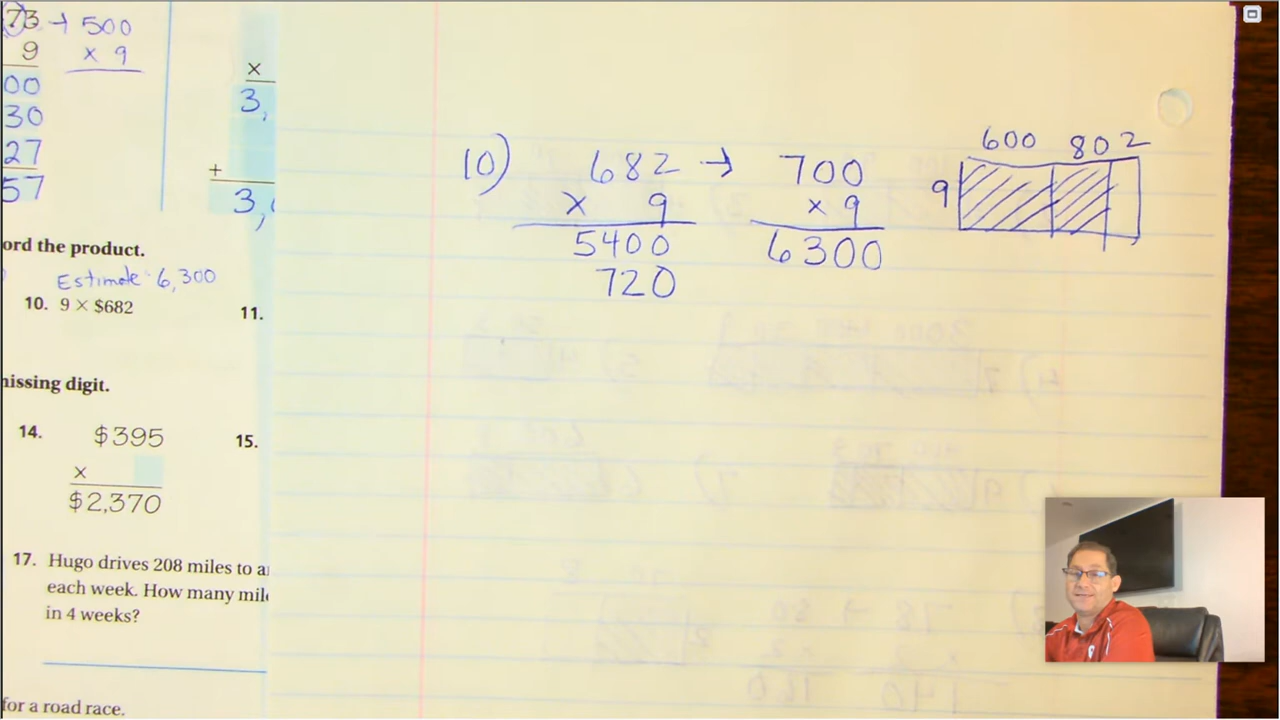 73 → 500
9 x 9
00
30
27
57
x
3,
+
3,
ord the product.
Estimate 6,300
10. 9 × $682
11.
nissing digit.
14. $395
x
$2,370
15.
17. Hugo drives 208 miles to a
each week. How many mil
in 4 weeks?
for a road race.
10) 682 → 700
x 9 x 9
5400 6300
720
600 80 2
9